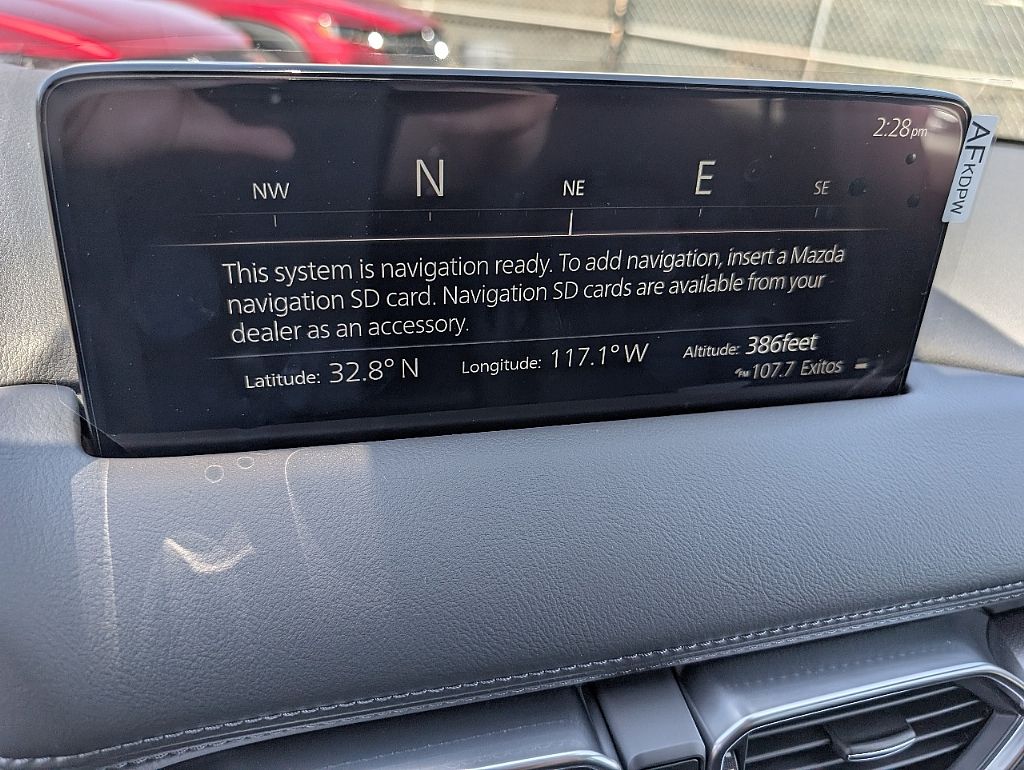 2:28pm
NW N NE E SE
AFKDPW
This system is navigation ready. To add navigation, insert a Mazda
navigation SD card. Navigation SD cards are available from your
dealer as an accessory.
Latitude: 32.8° N Longitude: 117.1° W Altitude: 386feet
FM 107.7 Exitos